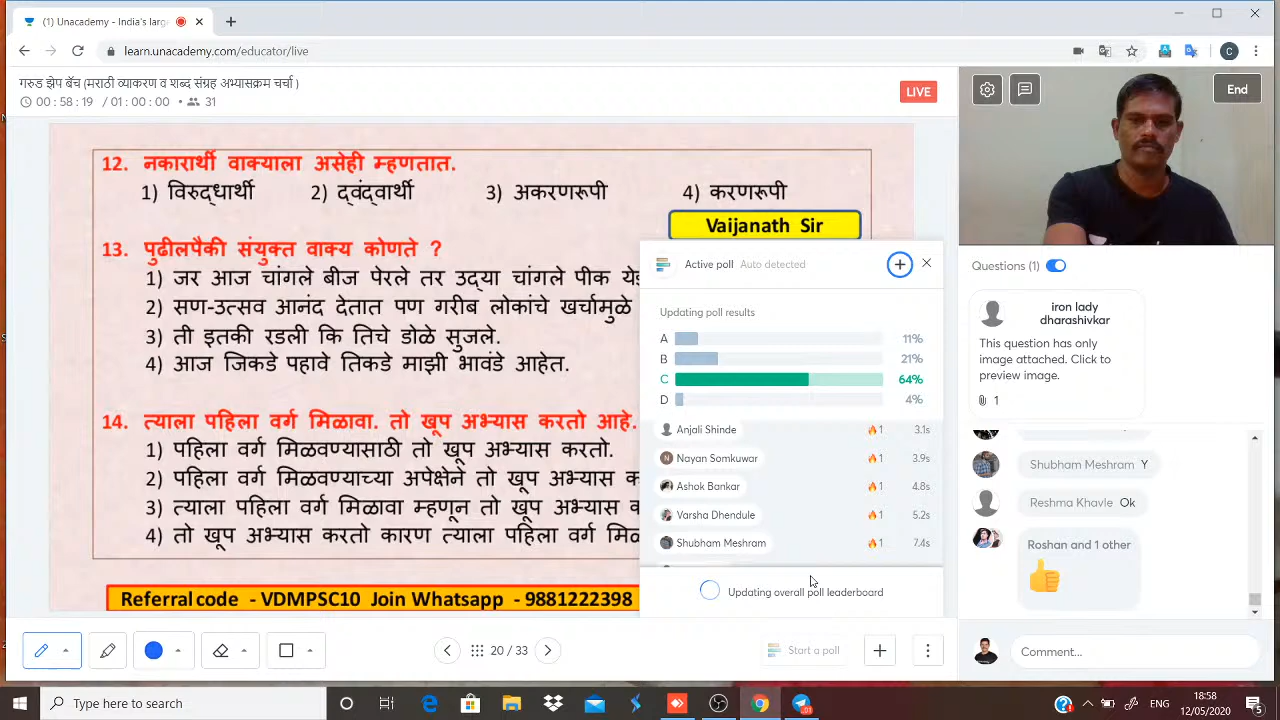 (1) Unacademy - India's larg
learn.unacademy.com/educator/live
C
गरुड झेप बॅच (मराठी व्याकरण व शब्द संग्रह अभ्यासक्रम चर्चा )
00 : 58 : 19 / 01 : 00 : 00 • 31
LIVE
End
12. नकारार्थी वाक्याला असेही म्हणतात.
1) विरुद्धार्थी 2) द्वंद्वार्थी 3) अकरणरूपी 4) करणरूपी
Vaijanath Sir
13. पुढीलपैकी संयुक्त वाक्य कोणते ?
1) जर आज चांगले बीज पेरले तर उद्या चांगले पीक
2) सण-उत्सव आनंद देतात पण गरीब लोकांचे खर्चामुळे
3) ती इतकी रडली कि तिचे डोळे सुजले.
4) आज जिकडे पहावे तिकडे माझी भावंडे आहेत.
14. त्याला पहिला वर्ग मिळावा. तो खूप अभ्यास करतो आहे.
1) पहिला वर्ग मिळवण्यासाठी तो खूप अभ्यास करतो.
2) पहिला वर्ग मिळवण्याच्या अपेक्षेने तो खूप अभ्यास
3) त्याला पहिला वर्ग मिळावा म्हणून तो खूप अभ्यास
4) तो खूप अभ्यास करतो कारण त्याला पहिला वर्ग
Referral code - VDMPSC10 Join Whatsapp - 9881222398
Active poll Auto detected
Updating poll results
A 11%
B 21%
C 64%
D 4%
Anjali Shinde 1 3.1s
N Nayan Somkuwar 1 3.9s
Ashok Bankar 1 4.8s
Varsha Dhendule 1 5.2s
Shubham Meshram 1 7.4s
Updating overall poll leaderboard
20 / 33
Start a poll
Questions (1)
iron lady
dharashivkar
This question has only
image attached. Click to
preview image.
1
Shubham Meshram Y
Reshma Khavle Ok
Roshan and 1 other
Comment...
Type here to search
ENG
18:58
12/05/2020
5